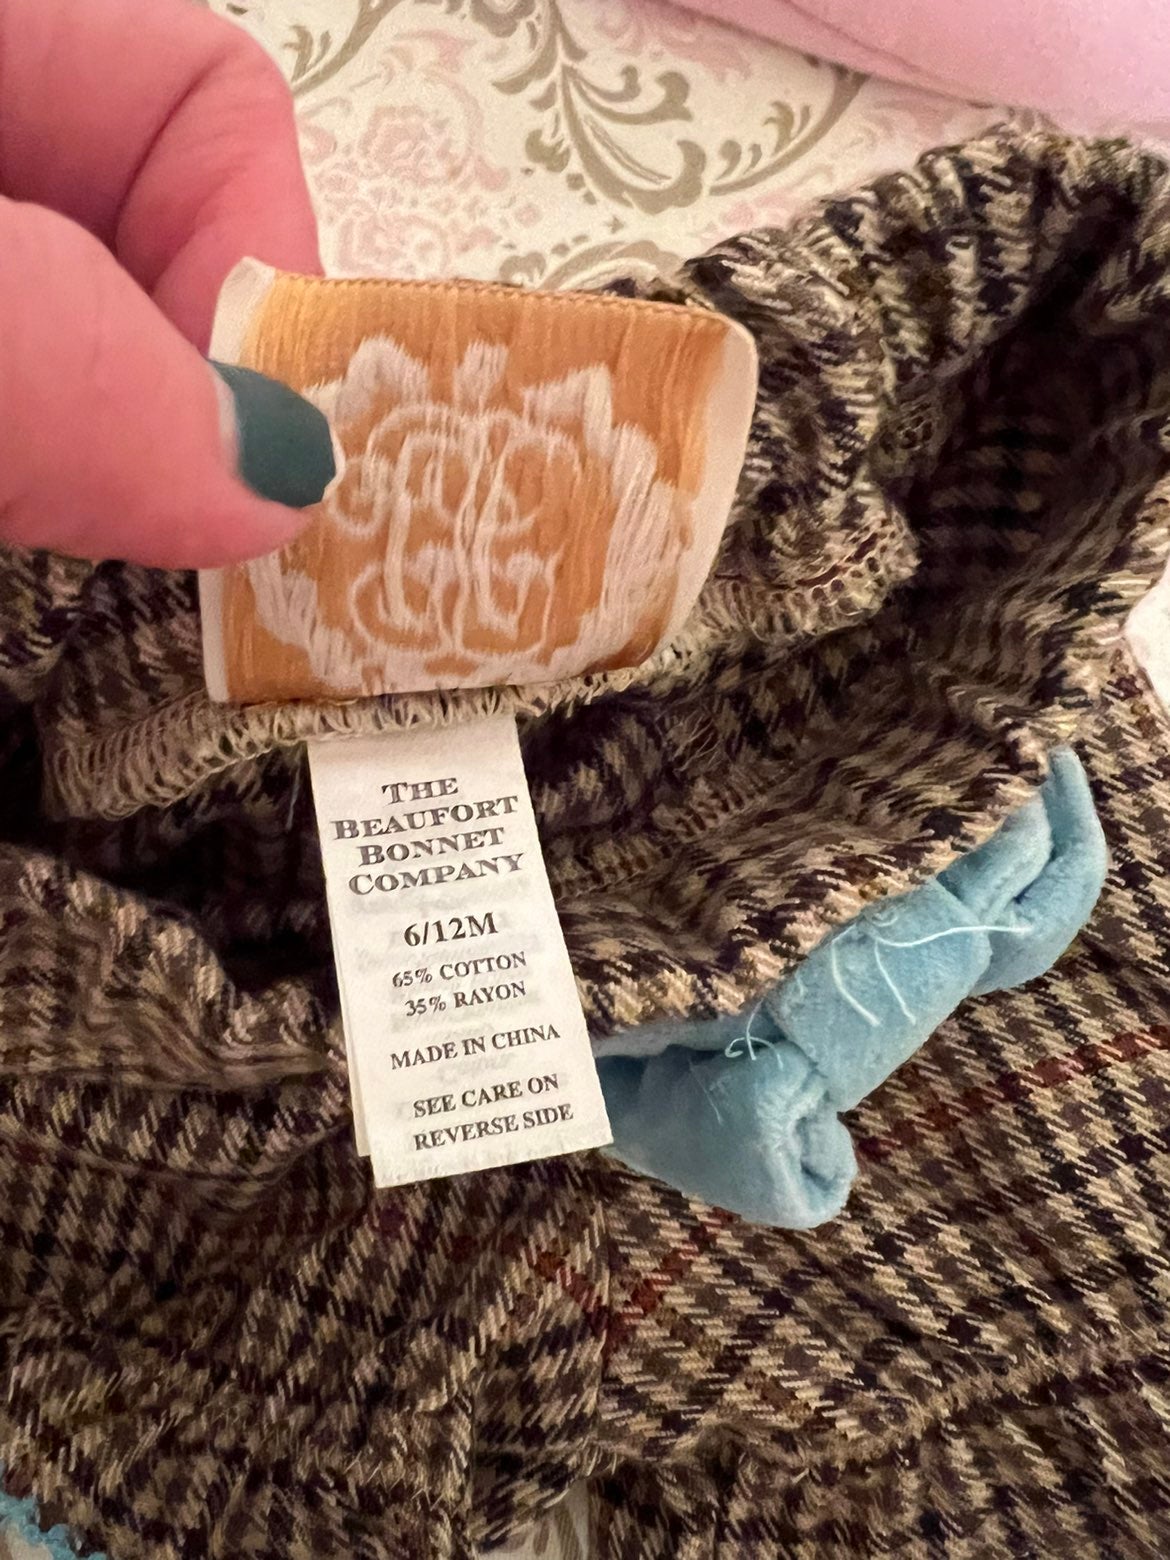 THE
BEAUFORT
BONNET
COMPANY
6/12M
65% COTTON
35% RAYON
MADE IN CHINA
SEE CARE ON
REVERSE SIDE